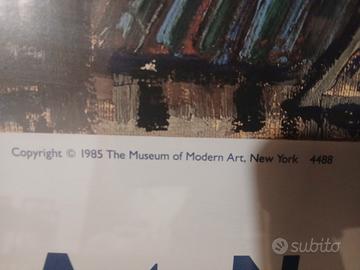 Copyright © 1985 The Museum of Modern Art, New York 4488
subito